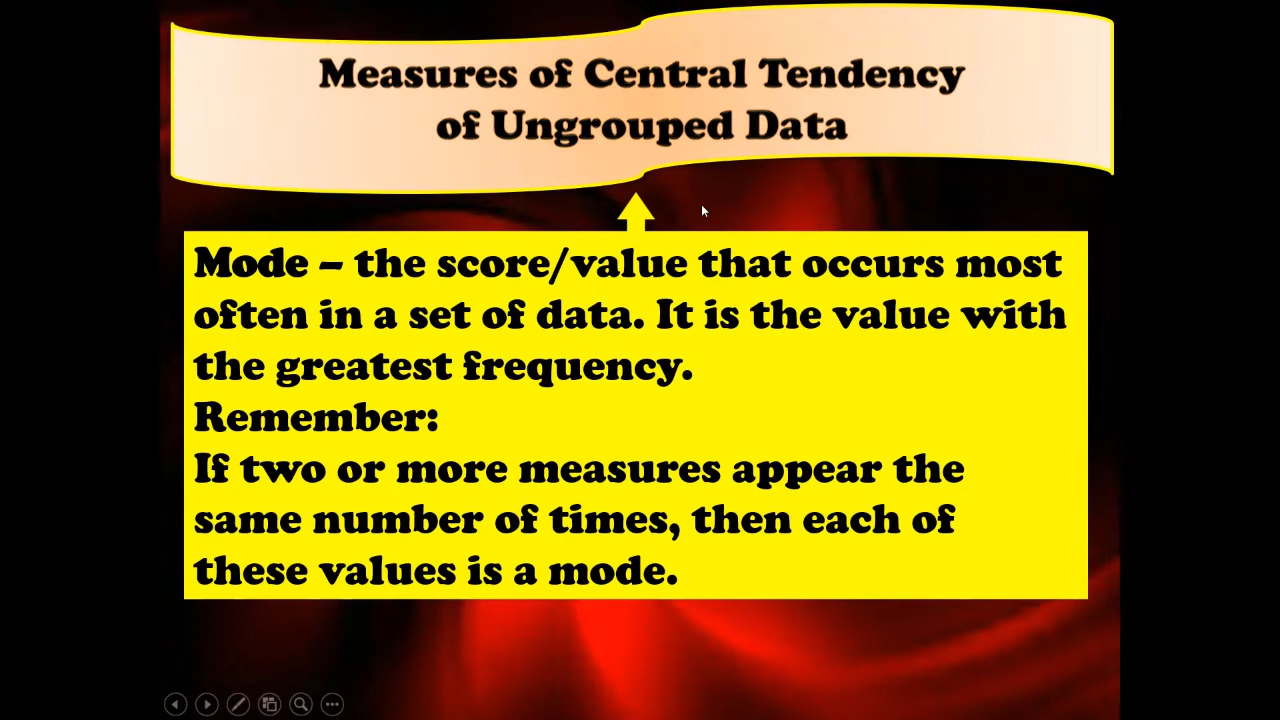 Measures of Central Tendency
of Ungrouped Data
Mode – the score/value that occurs most
often in a set of data. It is the value with
the greatest frequency.
Remember:
If two or more measures appear the
same number of times, then each of
these values is a mode.